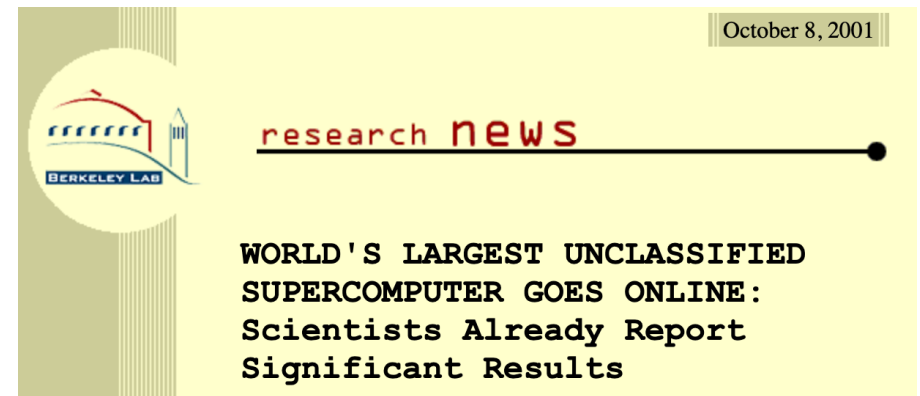 October 8, 2001
BERKELEY LAB
research news
WORLD'S LARGEST UNCLASSIFIED
SUPERCOMPUTER GOES ONLINE:
Scientists Already Report
Significant Results